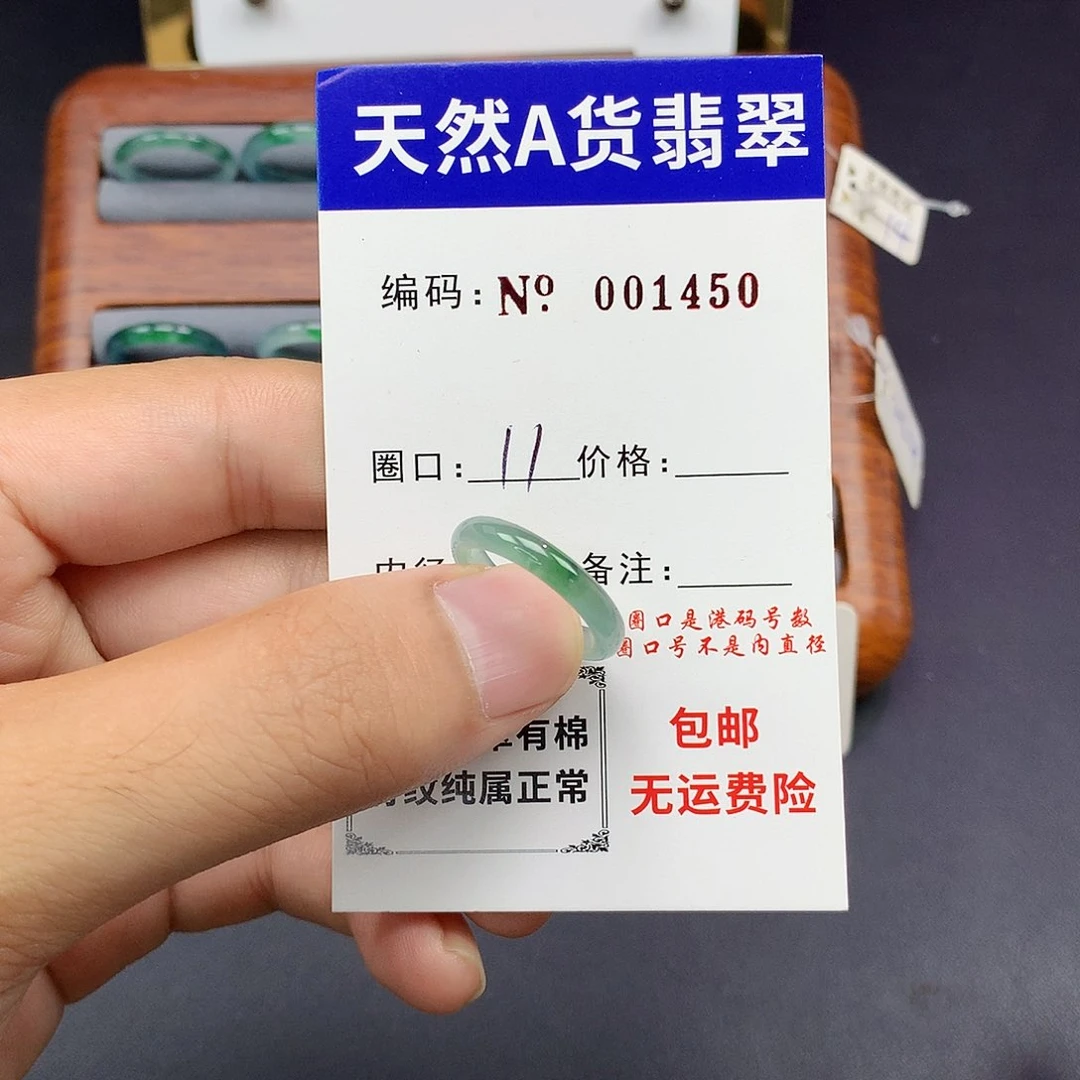 天然A货翡翠
编码: Nº 001450
圈口: 11 价格:
备注:
圈口是港码号数
圈口号不是内直径
有棉
纹纯属正常
包邮
无运费险